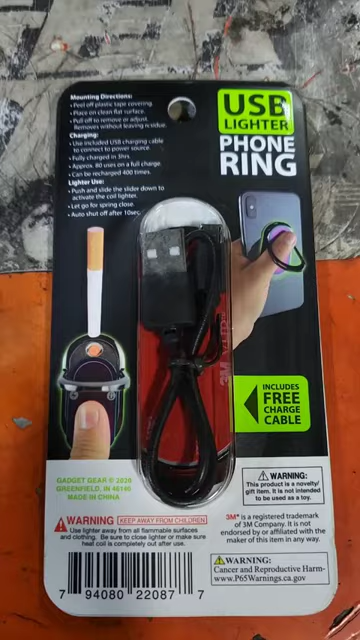 Mounting Directions:
• Peel off plastic tape covering.
• Place on clean flat surface.
• Pull off to remove or adjust.
Removes without leaving residue.
Charging:
• Use included USB charging cable
to connect to power source.
• Fully charged in 3hrs.
• Approx. 80 uses on a full charge.
• Can be recharged 400 times.
Lighter Use:
• Push and slide the slider down to
activate the coil lighter.
• Let go for spring close.
• Auto shut off after 10sec.
USB
LIGHTER
PHONE
RING
3M
INCLUDES
FREE
CHARGE
CABLE
GADGET GEAR © 2020
GREENFIELD, IN 46140
MADE IN CHINA
WARNING KEEP AWAY FROM CHILDREN
Use lighter away from all flammable surfaces
and clothing. Be sure to close lighter or make sure
heat coil is completely out after use.
7 94080 22087 7
WARNING:
This product is a novelty/
gift item. It is not intended
to be used as a toy.
3M® is a registered trademark
of 3M Company. It is not
endorsed by or affiliated with the
maker of this item in any way.
WARNING:
Cancer and Reproductive Harm-
www.P65Warnings.ca.gov